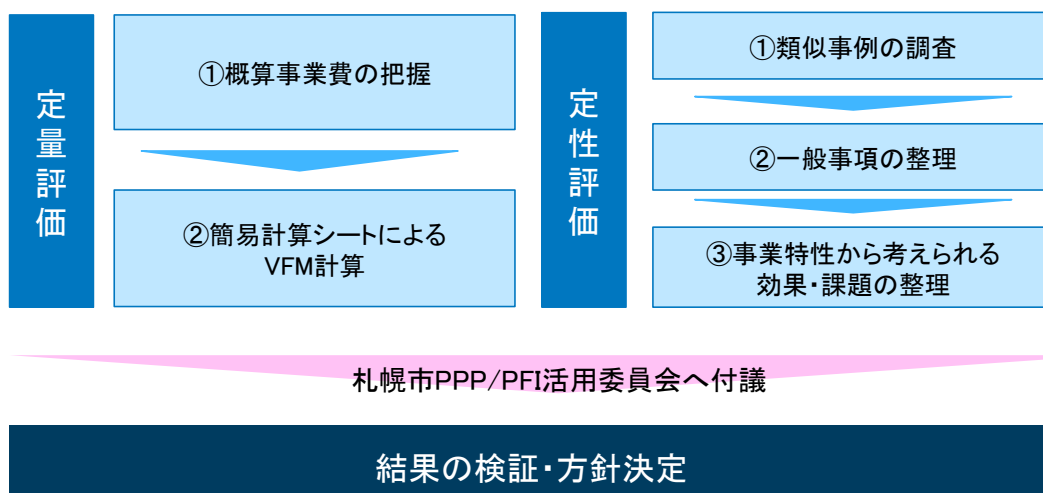 定量評価
①概算事業費の把握
②簡易計算シートによる
VFM計算
定性評価
①類似事例の調査
②一般事項の整理
③事業特性から考えられる
効果・課題の整理
札幌市PPP/PFI活用委員会へ付議
結果の検証・方針決定